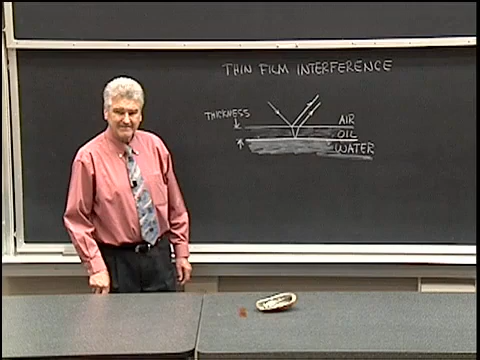 THIN FILM INTERFERENCE
THICKNESS
AIR
OIL
WATER